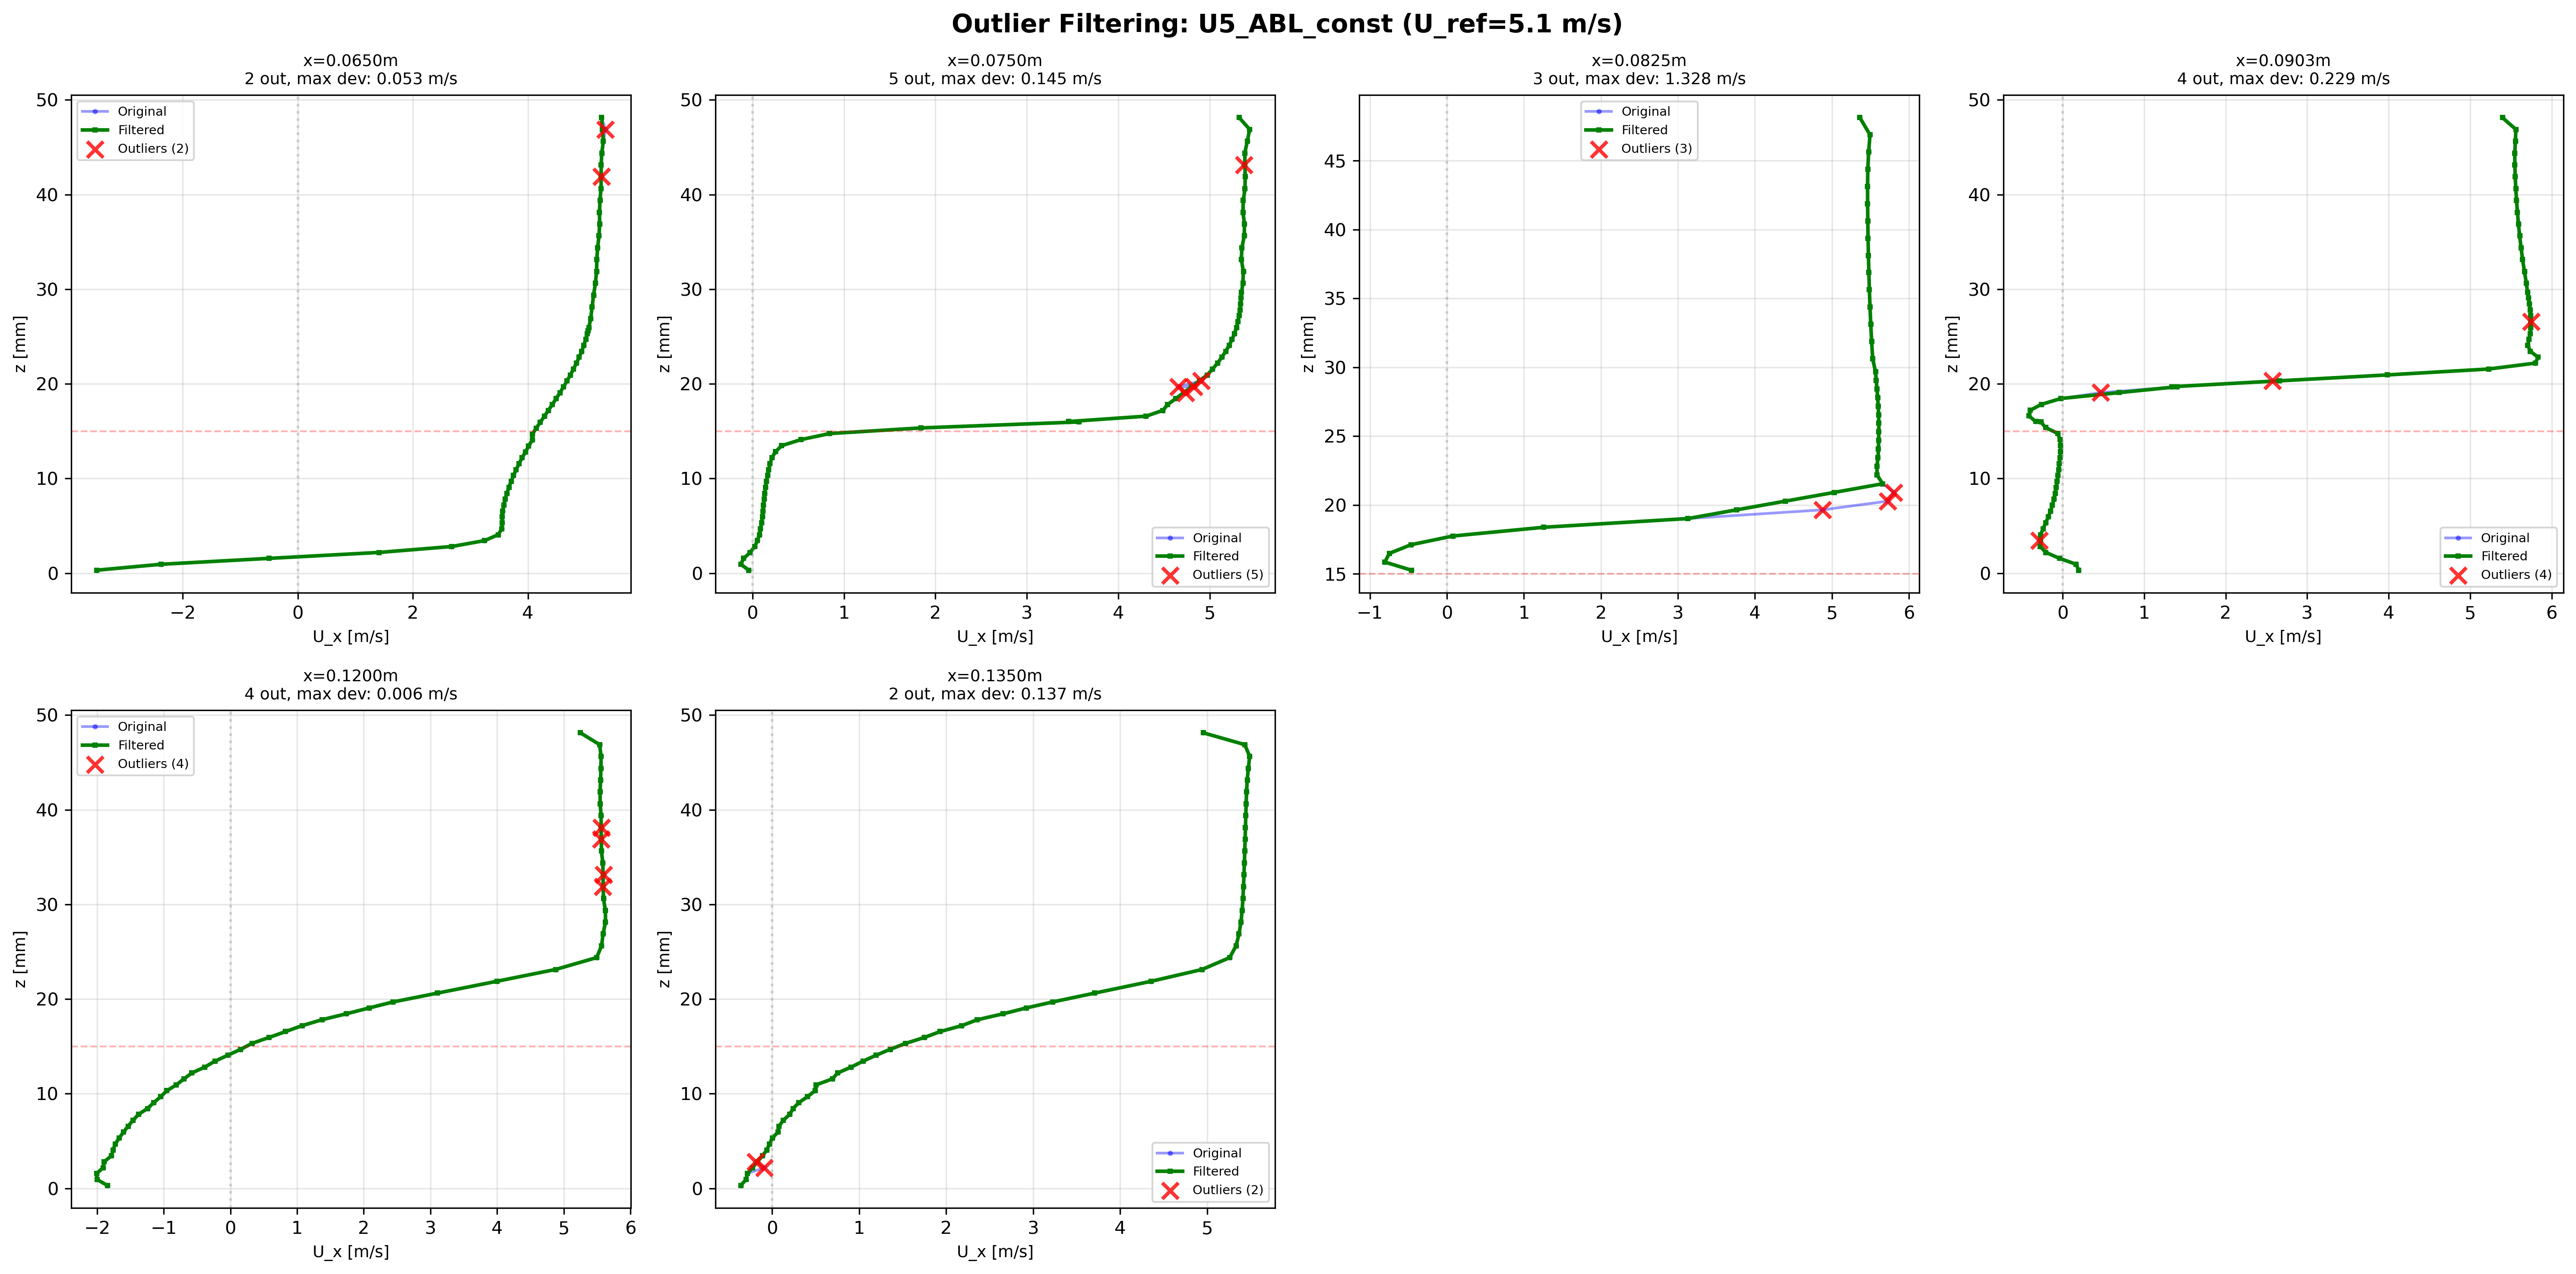 Outlier Filtering: U5_ABL_const (U_ref=5.1 m/s)
x=0.0650m
2 out, max dev: 0.053 m/s
Original
Filtered
Outliers (2)
50
40
30
20
10
0
z [mm]
−2
0
2
4
U_x [m/s]
x=0.0750m
5 out, max dev: 0.145 m/s
50
40
30
20
10
0
z [mm]
Original
Filtered
Outliers (5)
0
1
2
3
4
5
U_x [m/s]
x=0.0825m
3 out, max dev: 1.328 m/s
Original
Filtered
Outliers (3)
45
40
35
30
25
20
15
z [mm]
−1
0
1
2
3
4
5
6
U_x [m/s]
x=0.0903m
4 out, max dev: 0.229 m/s
50
40
30
20
10
0
z [mm]
Original
Filtered
Outliers (4)
0
1
2
3
4
5
6
U_x [m/s]
x=0.1200m
4 out, max dev: 0.006 m/s
Original
Filtered
Outliers (4)
50
40
30
20
10
0
z [mm]
−2
−1
0
1
2
3
4
5
6
U_x [m/s]
x=0.1350m
2 out, max dev: 0.137 m/s
50
40
30
20
10
0
z [mm]
Original
Filtered
Outliers (2)
0
1
2
3
4
5
U_x [m/s]